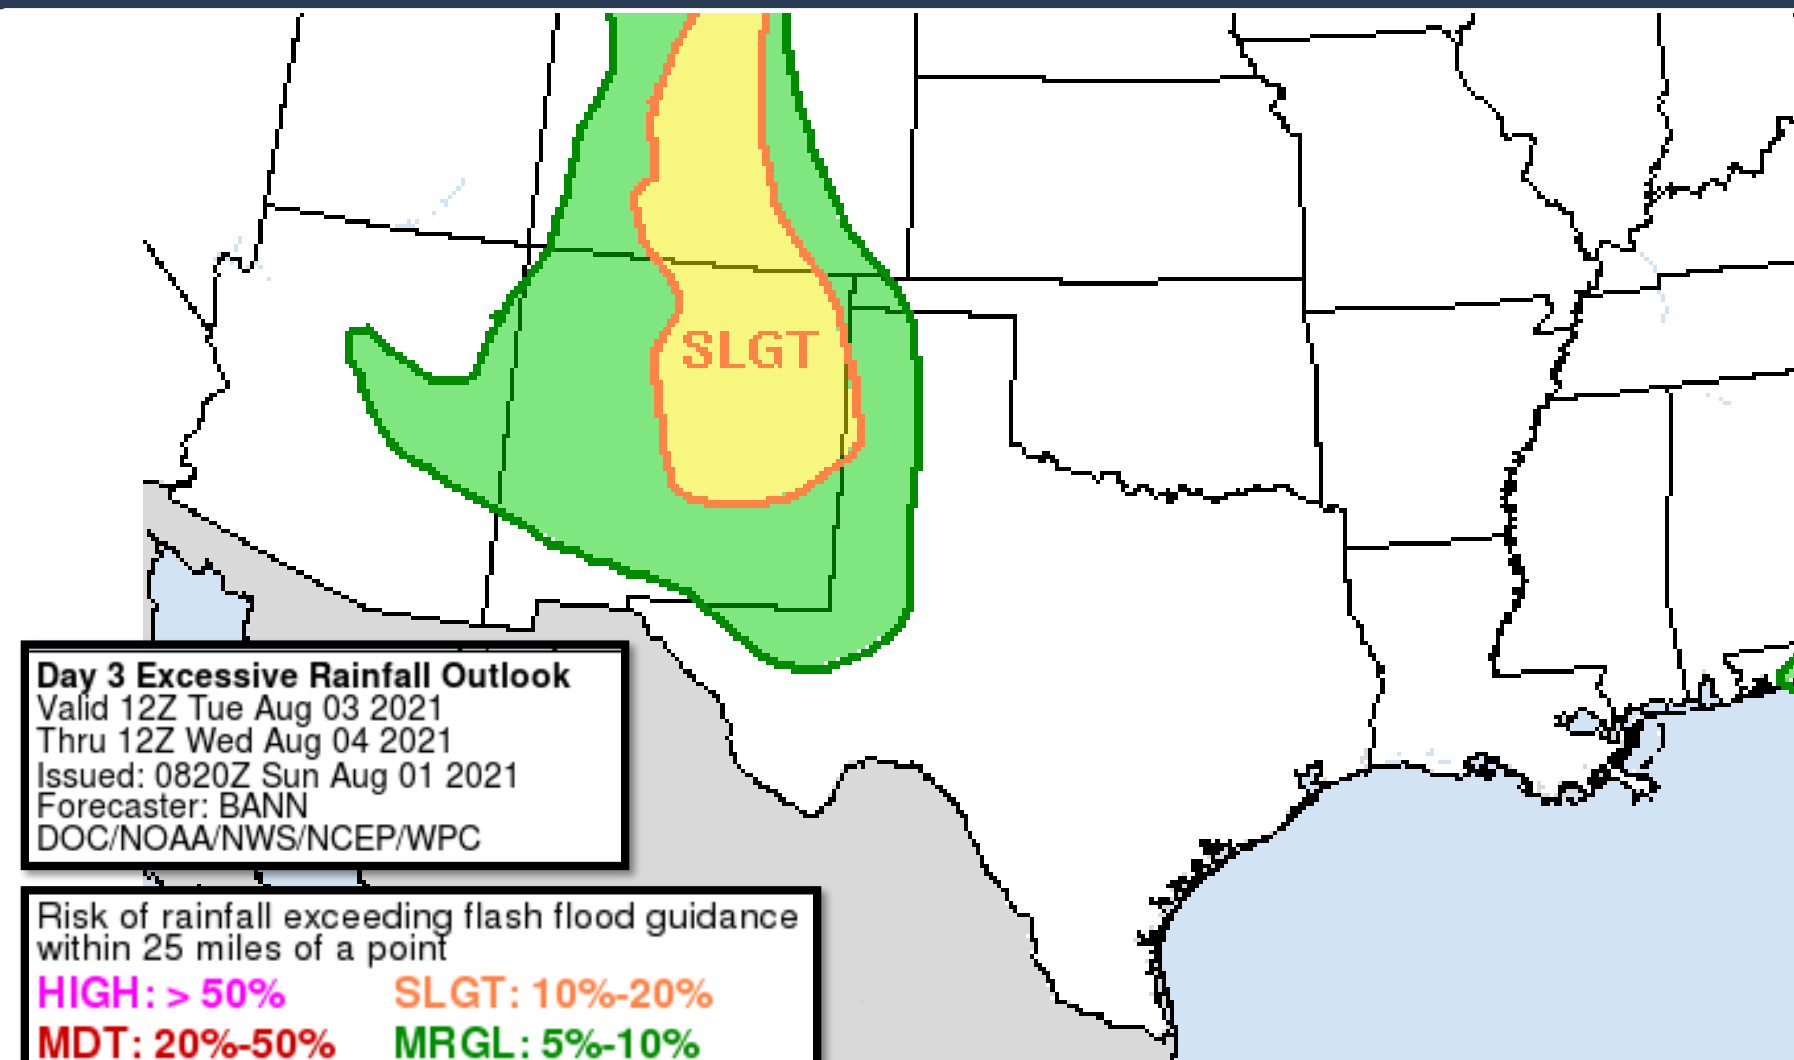 SLGT
Day 3 Excessive Rainfall Outlook
Valid 12Z Tue Aug 03 2021
Thru 12Z Wed Aug 04 2021
Issued: 0820Z Sun Aug 01 2021
Forecaster: BANN
DOC/NOAA/NWS/NCEP/WPC
Risk of rainfall exceeding flash flood guidance
within 25 miles of a point
HIGH: > 50% SLGT: 10%-20%
MDT: 20%-50% MRGL: 5%-10%